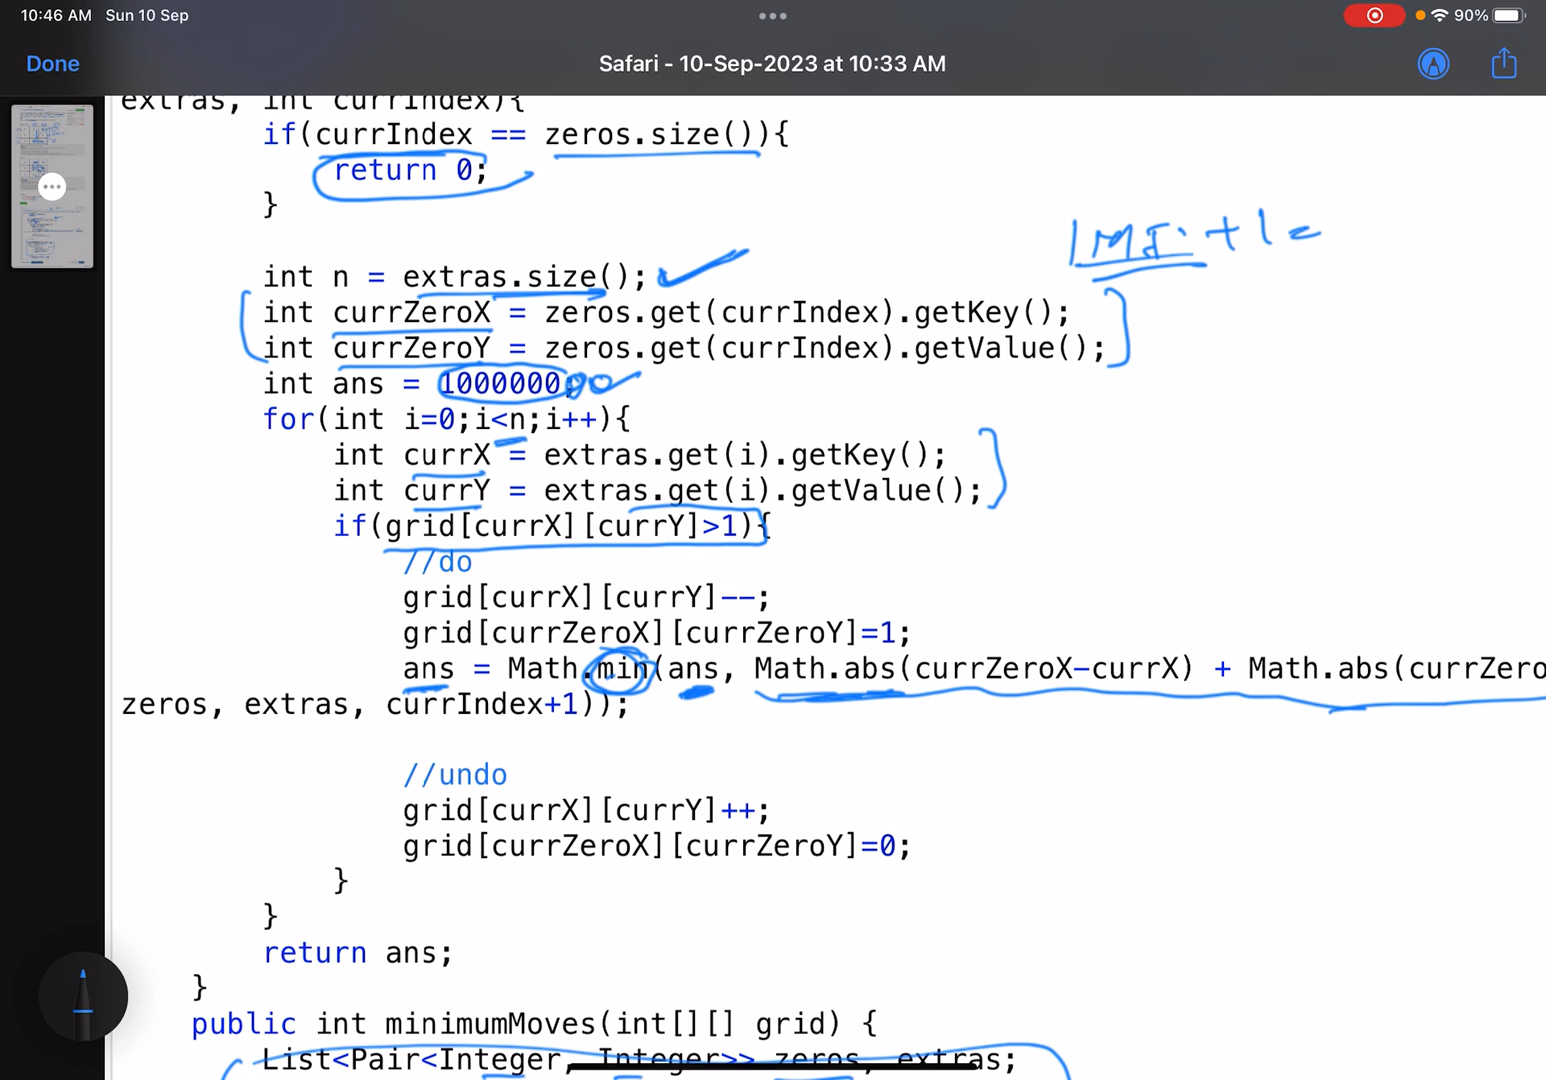 10:46 AM Sun 10 Sep
90%
Done
Safari - 10-Sep-2023 at 10:33 AM
extras, int currIndex){
if(currIndex == zeros.size()){
return 0;
}
+1=
int n = extras.size();
int currZeroX = zeros.get(currIndex).getKey();
int currZeroY = zeros.get(currIndex).getValue();
int ans = 1000000;
for(int i=0;i<n;i++){
int currX = extras.get(i).getKey();
int currY = extras.get(i).getValue();
if(grid[currX][currY]>1){
//do
grid[currX][currY]--;
grid[currZeroX][currZeroY]=1;
ans = Math.min(ans, Math.abs(currZeroX-currX) + Math.abs(currZero
zeros, extras, currIndex+1));
//undo
grid[currX][currY]++;
grid[currZeroX][currZeroY]=0;
}
}
return ans;
}
public int minimumMoves(int[][] grid) {
List<Pair<Integer, Integer>> zeros, extras;